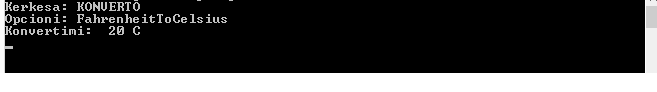 Kerkesa: KONVERTO
Opcioni: FahrenheitToCelsius
Konvertimi:  20 C